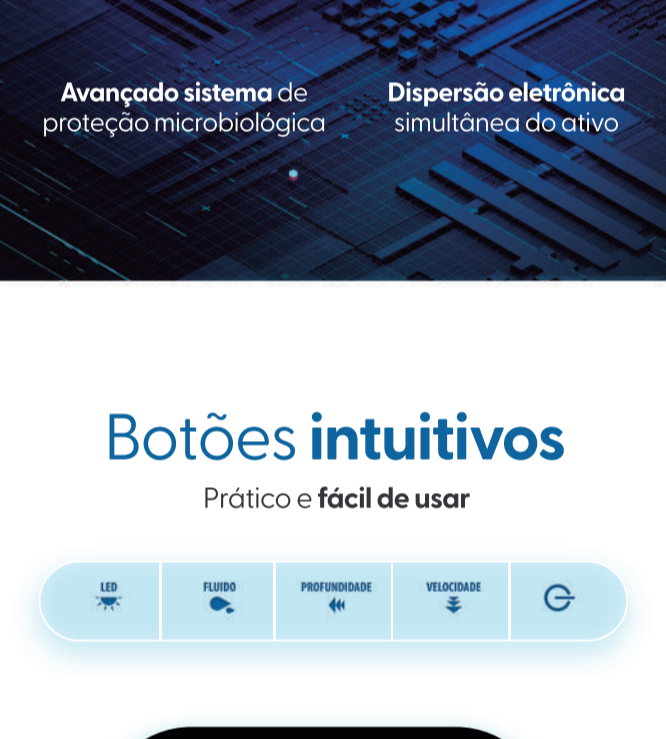 Avançado sistema de
proteção microbiológica
Dispersão eletrônica
simultânea do ativo
Botões intuitivos
Prático e fácil de usar
LED
FLUIDO
PROFUNDIDADE
VELOCIDADE